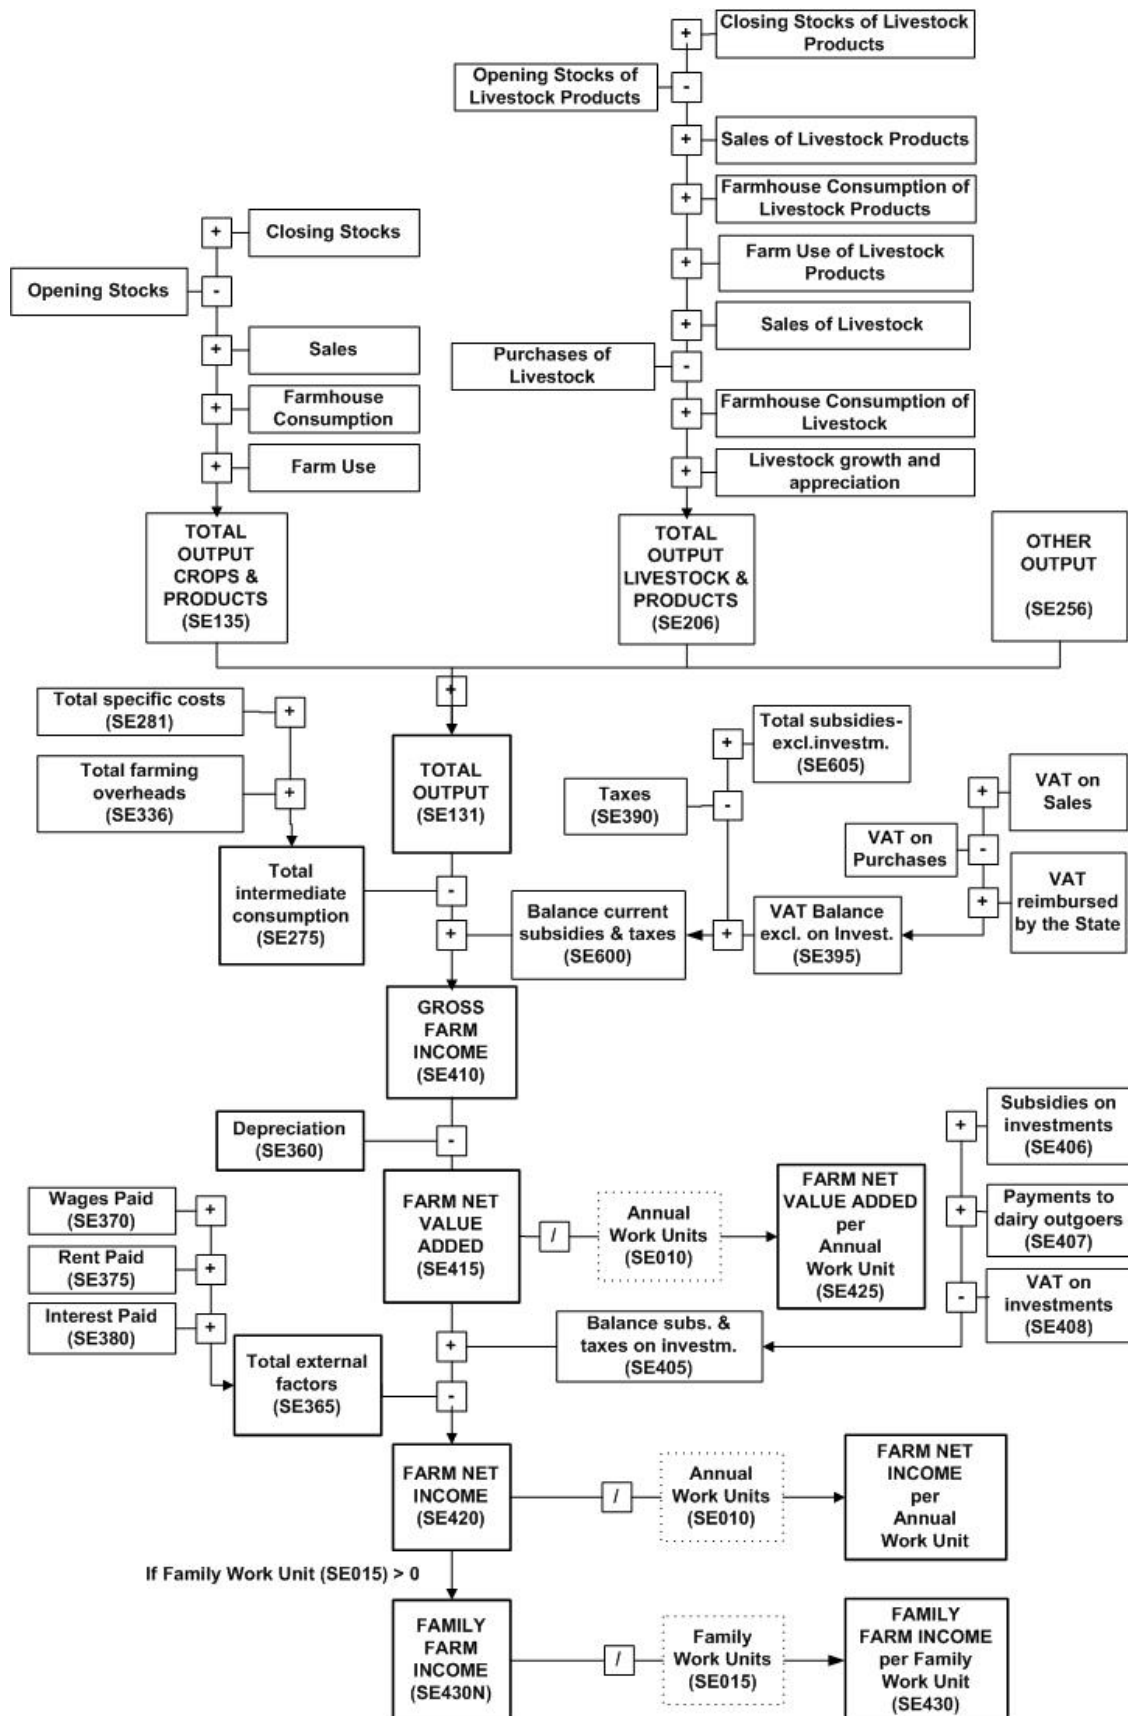 +
Closing Stocks of Livestock
Products
Opening Stocks of
Livestock Products
-
+
Sales of Livestock Products
+
Farmhouse Consumption of
Livestock Products
+
Closing Stocks
+
Farm Use of Livestock
Products
Opening Stocks
-
+
Sales of Livestock
+
Sales
Purchases of
Livestock
-
+
Farmhouse
Consumption
+
Farmhouse Consumption of
Livestock
+
Farm Use
+
Livestock growth and
appreciation
TOTAL
OUTPUT
CROPS &
PRODUCTS
(SE135)
TOTAL
OUTPUT
LIVESTOCK &
PRODUCTS
(SE206)
OTHER
OUTPUT
(SE256)
Total specific costs
(SE281)
+
+
Total farming
overheads
(SE336)
+
TOTAL
OUTPUT
(SE131)
+
Total subsidies-
excl.investm.
(SE605)
Taxes
(SE390)
-
+
VAT on
Sales
VAT on
Purchases
-
+
VAT
reimbursed
by the State
Total
intermediate
consumption
(SE275)
-
+
Balance current
subsidies & taxes
(SE600)
+
VAT Balance
excl. on Invest.
(SE395)
GROSS
FARM
INCOME
(SE410)
Depreciation
(SE360)
-
+
Subsidies on
investments
(SE406)
Wages Paid
(SE370)
+
FARM NET
VALUE
ADDED
(SE415)
/
Annual
Work Units
(SE010)
FARM NET
VALUE ADDED
per
Annual
Work Unit
(SE425)
+
Payments to
dairy outgoers
(SE407)
Rent Paid
(SE375)
+
-
VAT on
investments
(SE408)
Interest Paid
(SE380)
+
+
Balance subs. &
taxes on investm.
(SE405)
Total external
factors
(SE365)
-
FARM NET
INCOME
(SE420)
/
Annual
Work Units
(SE010)
FARM NET
INCOME
per
Annual
Work Unit
If Family Work Unit (SE015) > 0
FAMILY
FARM
INCOME
(SE430N)
/
Family
Work Units
(SE015)
FAMILY
FARM INCOME
per Family
Work Unit
(SE430)